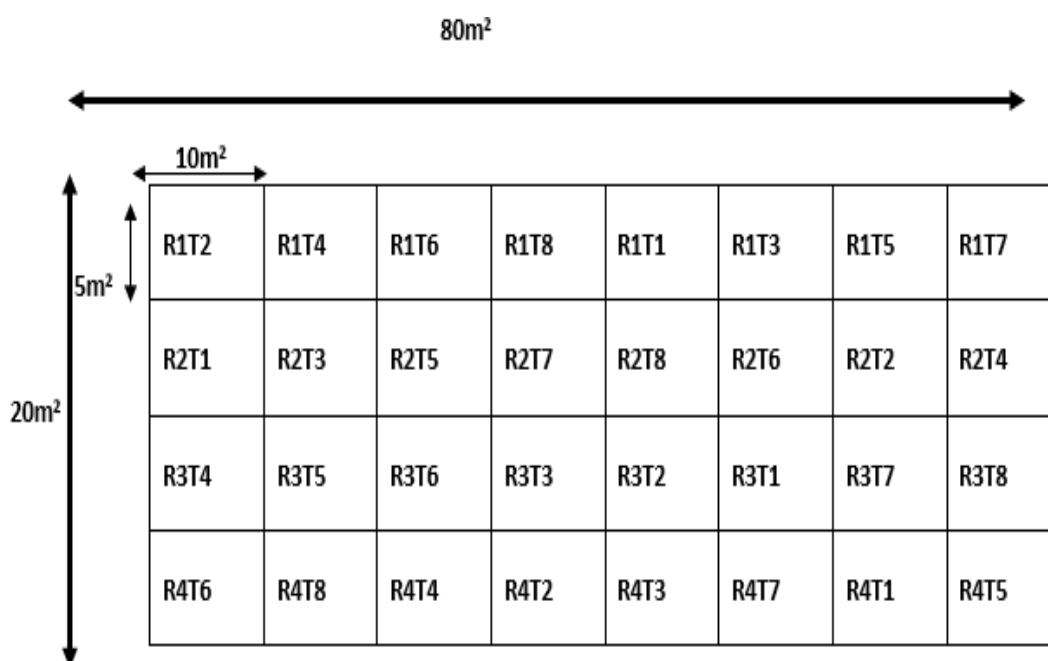 80m²
10m²
R1T2 R1T4 R1T6 R1T8 R1T1 R1T3 R1T5 R1T7
5m²
R2T1 R2T3 R2T5 R2T7 R2T8 R2T6 R2T2 R2T4
20m²
R3T4 R3T5 R3T6 R3T3 R3T2 R3T1 R3T7 R3T8
R4T6 R4T8 R4T4 R4T2 R4T3 R4T7 R4T1 R4T5